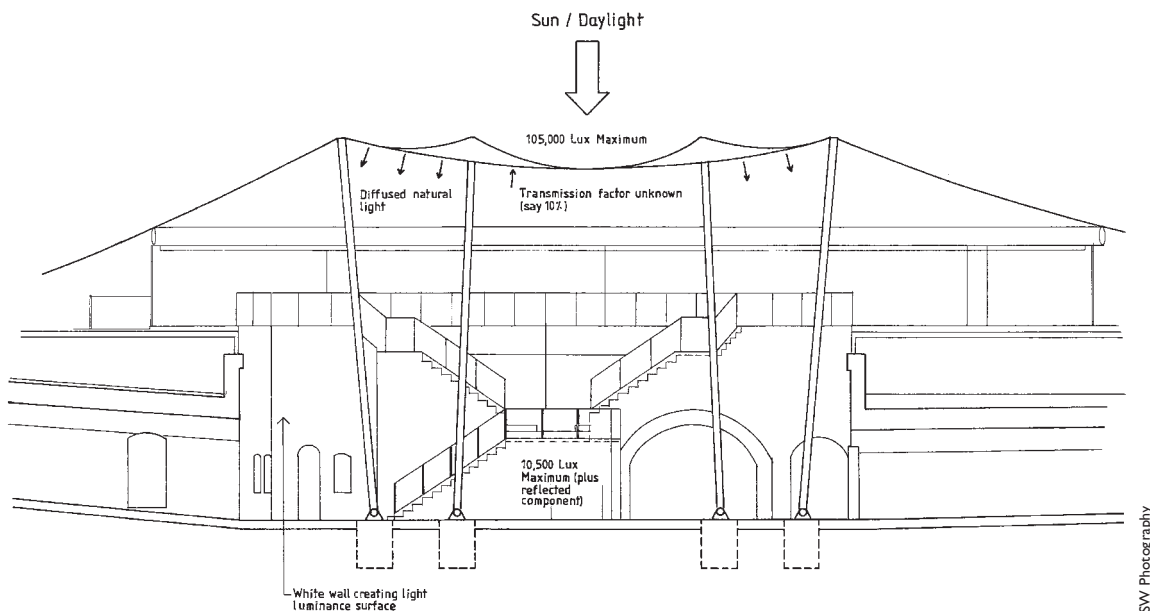 Sun / Daylight
105,000 Lux Maximum
Diffused natural
light
Transmission factor unknown
(say 10%)
10,500 Lux
Maximum (plus
reflected
component)
White wall creating light
luminance surface
SW Photography